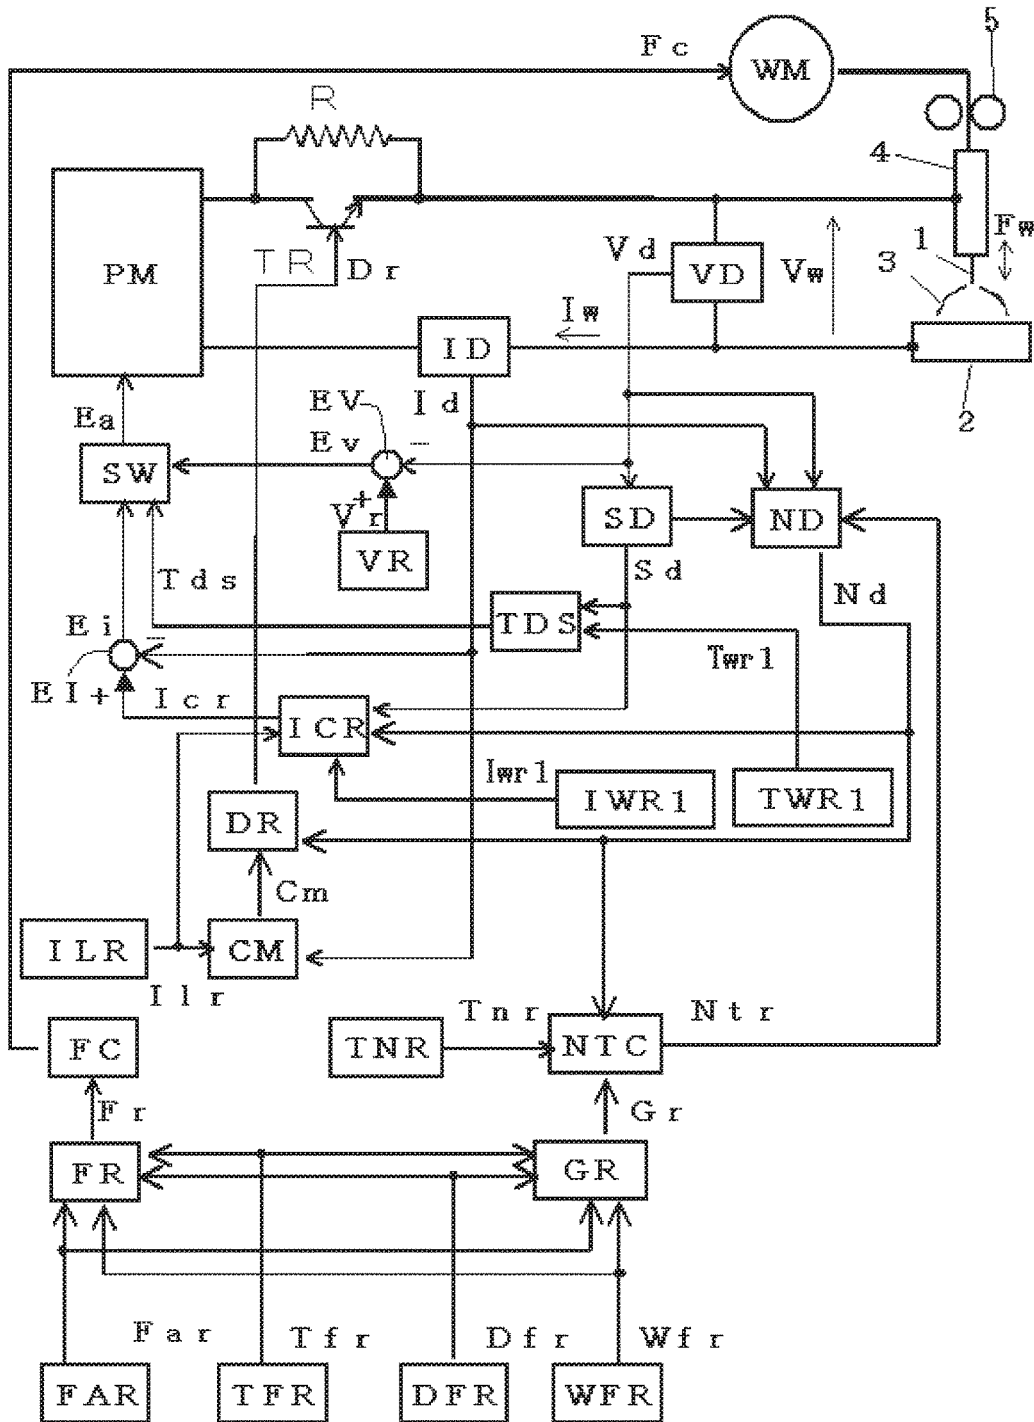 5
Fc
WM
R
4
Fw
1
3
PM
TR
Dr
Vd
VD
Vw
Iw
ID
2
Ea
EV
Id
Ev
−
SW
+
Vr
SD
ND
VR
Tds
Sd
Nd
TDS
Ei
−
Twr1
EI
+
Icr
ICR
Iwr1
IWR1
TWR1
DR
Cm
ILR
CM
Ilr
Tnr
Ntr
FC
TNR
NTC
Fr
Gr
FR
GR
Far
Tfr
Dfr
Wfr
FAR
TFR
DFR
WFR